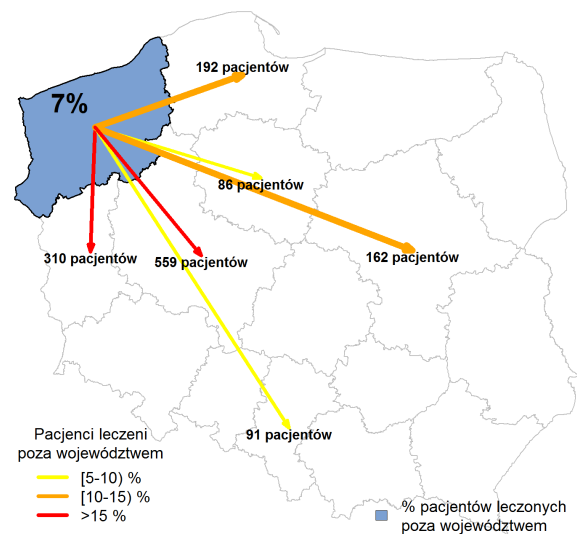 192 pacjentów
7%
86 pacjentów
310 pacjentów
559 pacjentów
162 pacjentów
91 pacjentów
Pacjenci leczeni
poza województwem
[5-10) %
[10-15) %
>15 %
% pacjentów leczonych
poza województwem